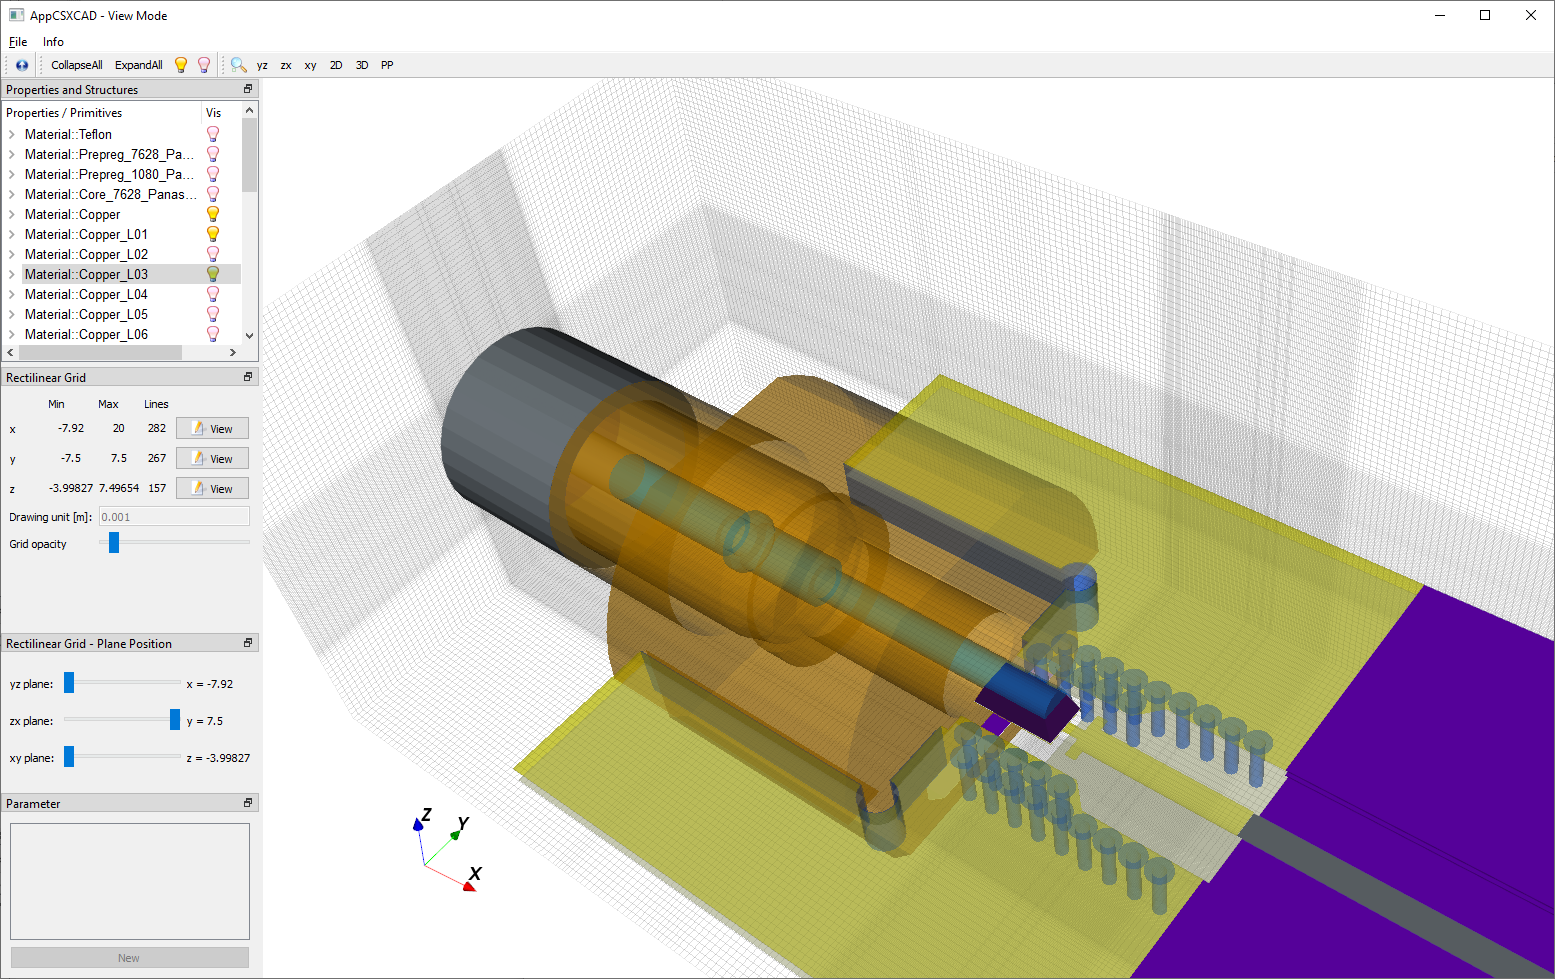 AppCSXCAD - View Mode
File Info
CollapseAll ExpandAll yz zx xy 2D 3D PP
Properties and Structures
Properties / Primitives Vis
Material::Teflon
Material::Prepreg_7628_Pa...
Material::Prepreg_1080_Pa...
Material::Core_7628_Panas...
Material::Copper
Material::Copper_L01
Material::Copper_L02
Material::Copper_L03
Material::Copper_L04
Material::Copper_L05
Material::Copper_L06
Rectilinear Grid
Min Max Lines
x -7.92 20 282 View
y -7.5 7.5 267 View
z -3.99827 7.49654 157 View
Drawing unit [m]: 0.001
Grid opacity
Rectilinear Grid - Plane Position
yz plane: x = -7.92
zx plane: y = 7.5
xy plane: z = -3.99827
Parameter
New
Z
Y
X